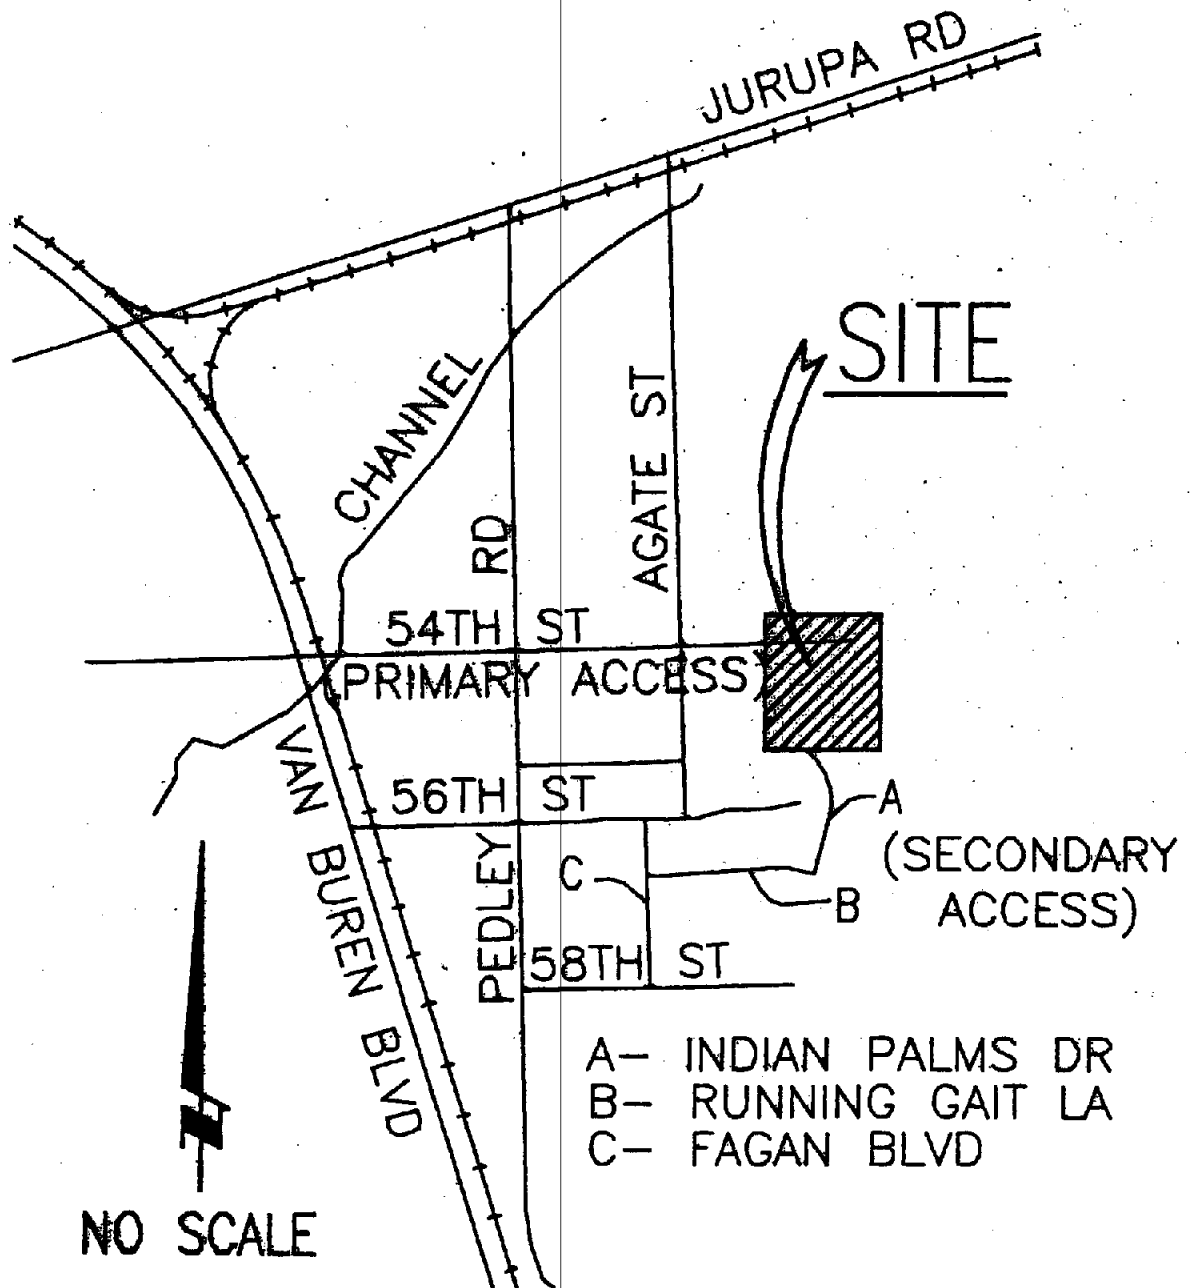 JURUPA RD
SITE
CHANNEL
AGATE ST
PEDLEY RD
54TH ST
(PRIMARY ACCESS)
VAN BUREN BLVD
56TH ST
A
(SECONDARY
ACCESS)
C
B
58TH ST
A- INDIAN PALMS DR
B- RUNNING GAIT LA
C- FAGAN BLVD
NO SCALE